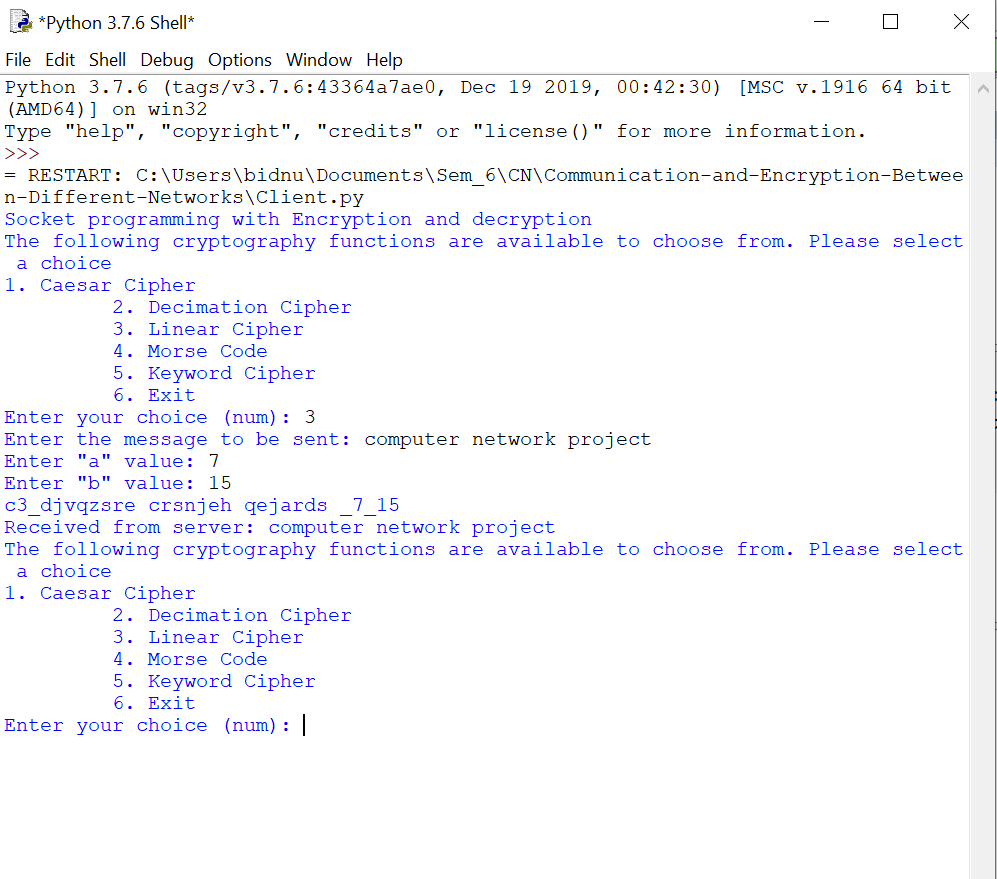 *Python 3.7.6 Shell*
File Edit Shell Debug Options Window Help
Python 3.7.6 (tags/v3.7.6:43364a7ae0, Dec 19 2019, 00:42:30) [MSC v.1916 64 bit
(AMD64)] on win32
Type "help", "copyright", "credits" or "license()" for more information.
>>>
= RESTART: C:\Users\bidnu\Documents\Sem_6\CN\Communication-and-Encryption-Betwee
n-Different-Networks\Client.py
Socket programming with Encryption and decryption
The following cryptography functions are available to choose from. Please select
 a choice
1. Caesar Cipher
         2. Decimation Cipher
         3. Linear Cipher
         4. Morse Code
         5. Keyword Cipher
         6. Exit
Enter your choice (num): 3
Enter the message to be sent: computer network project
Enter "a" value: 7
Enter "b" value: 15
c3_djvqzsre crsnjeh qejards _7_15
Received from server: computer network project
The following cryptography functions are available to choose from. Please select
 a choice
1. Caesar Cipher
         2. Decimation Cipher
         3. Linear Cipher
         4. Morse Code
         5. Keyword Cipher
         6. Exit
Enter your choice (num):